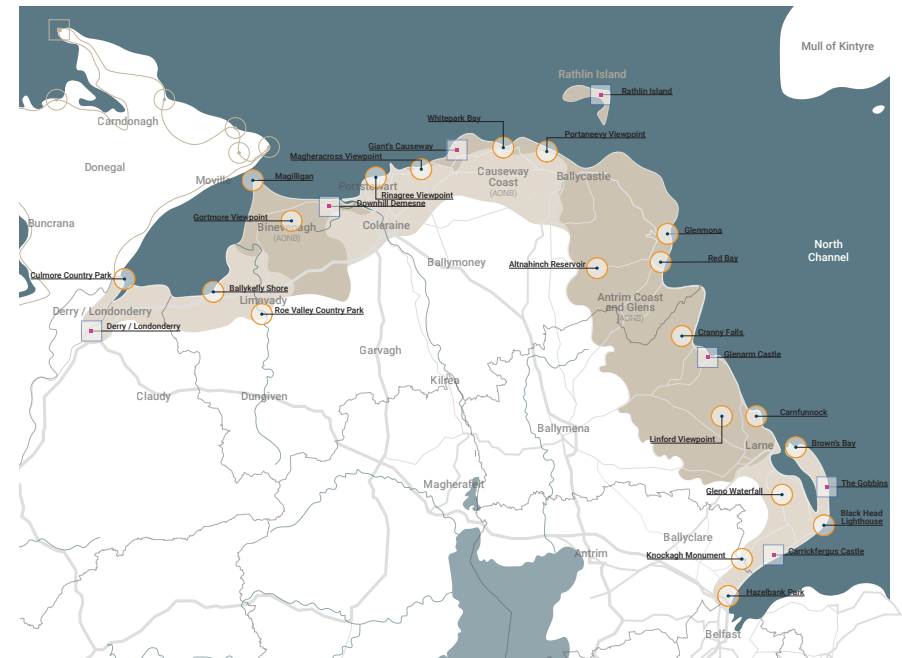 Mull of Kintyre
Rathlin Island
Rathlin Island
Whitepark Bay
Carndonagh
Portaneevy Viewpoint
Giant's Causeway
Magheracross Viewpoint
Donegal
Causeway
Coast
(AONB)
Moville
Magilligan
Ballycastle
Portstewart
Rinagree Viewpoint
Downhill Demesne
Gortmore Viewpoint
Buncrana
Binevenagh
(AONB)
Coleraine
Glenmona
North
Channel
Ballymoney
Altnahinch Reservoir
Red Bay
Culmore Country Park
Ballykelly Shore
Limavady
Antrim Coast
and Glens
(AONB)
Derry / Londonderry
Roe Valley Country Park
Derry / Londonderry
Cranny Falls
Garvagh
Glenarm Castle
Kilrea
Claudy
Dungiven
Carnfunnock
Ballymena
Linford Viewpoint
Larne
Brown's Bay
Magherafelt
The Gobbins
Gleno Waterfall
Black Head
Lighthouse
Ballyclare
Antrim
Knockagh Monument
Carrickfergus Castle
Hazelbank Park
Belfast